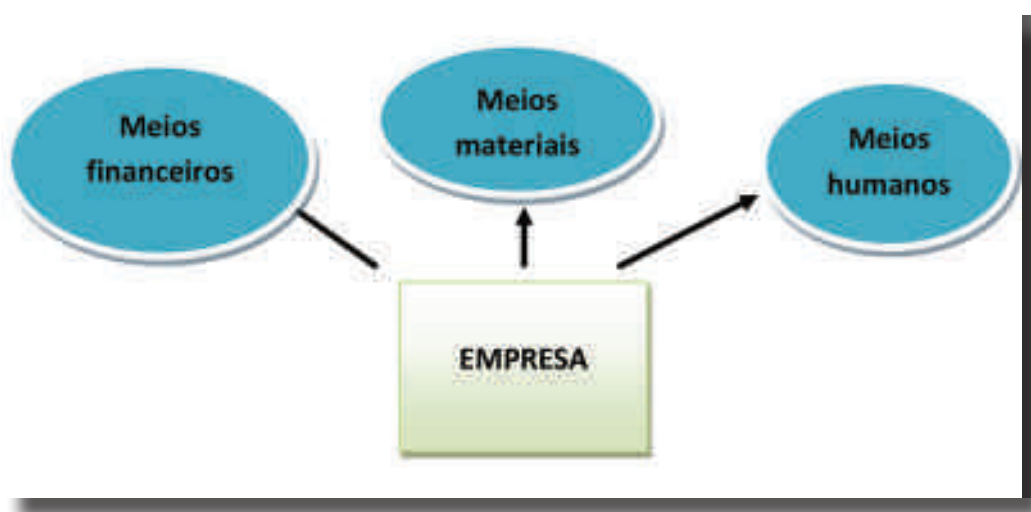 Meios
financeiros
Meios
materiais
Meios
humanos
EMPRESA